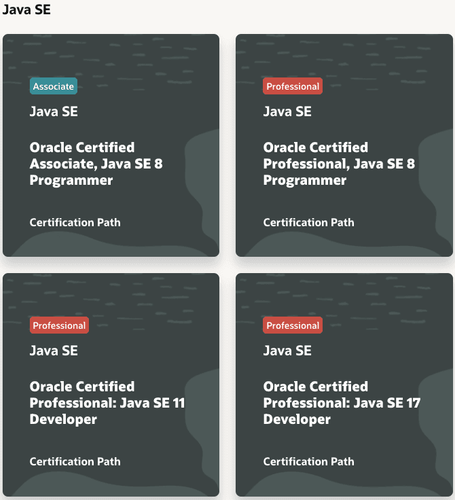 Java SE
Associate
Java SE
Oracle Certified
Associate, Java SE 8
Programmer
Certification Path
Professional
Java SE
Oracle Certified
Professional, Java SE 8
Programmer
Certification Path
Professional
Java SE
Oracle Certified
Professional: Java SE 11
Developer
Certification Path
Professional
Java SE
Oracle Certified
Professional: Java SE 17
Developer
Certification Path